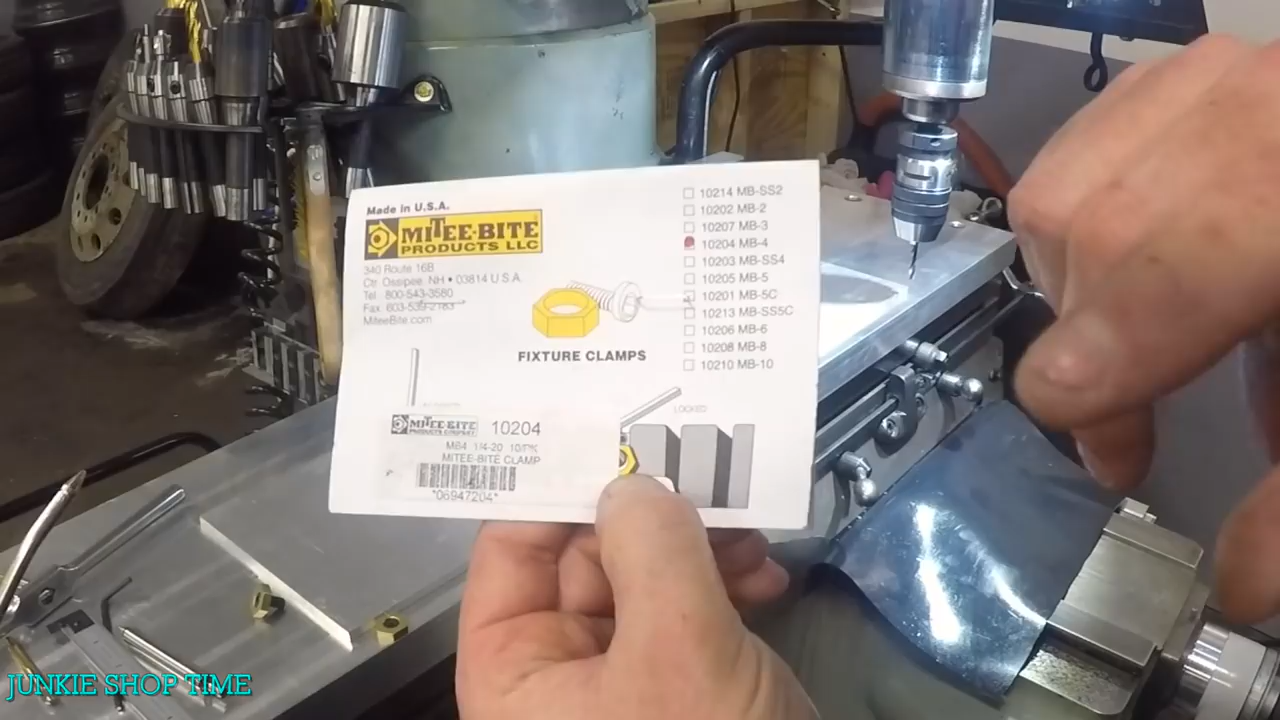 Made in U.S.A.
MITEE-BITE
PRODUCTS LLC
340 Route 16B
Ctr. Ossipee, NH • 03814 U.S.A.
Tel. 800-543-3580
Fax.
MiteeBite.com
FIXTURE CLAMPS
10214 MB-SS2
10202 MB-2
10207 MB-3
10204 MB-4
10203 MB-SS4
10205 MB-5
10201 MB-5C
10213 MB-SS5C
10206 MB-6
10208 MB-8
10210 MB-10
LOCKED
MITEE-BITE 10204
MB4 1/4-20 10/PK
MITEE-BITE CLAMP
*06947204*
JUNKIE SHOP TIME